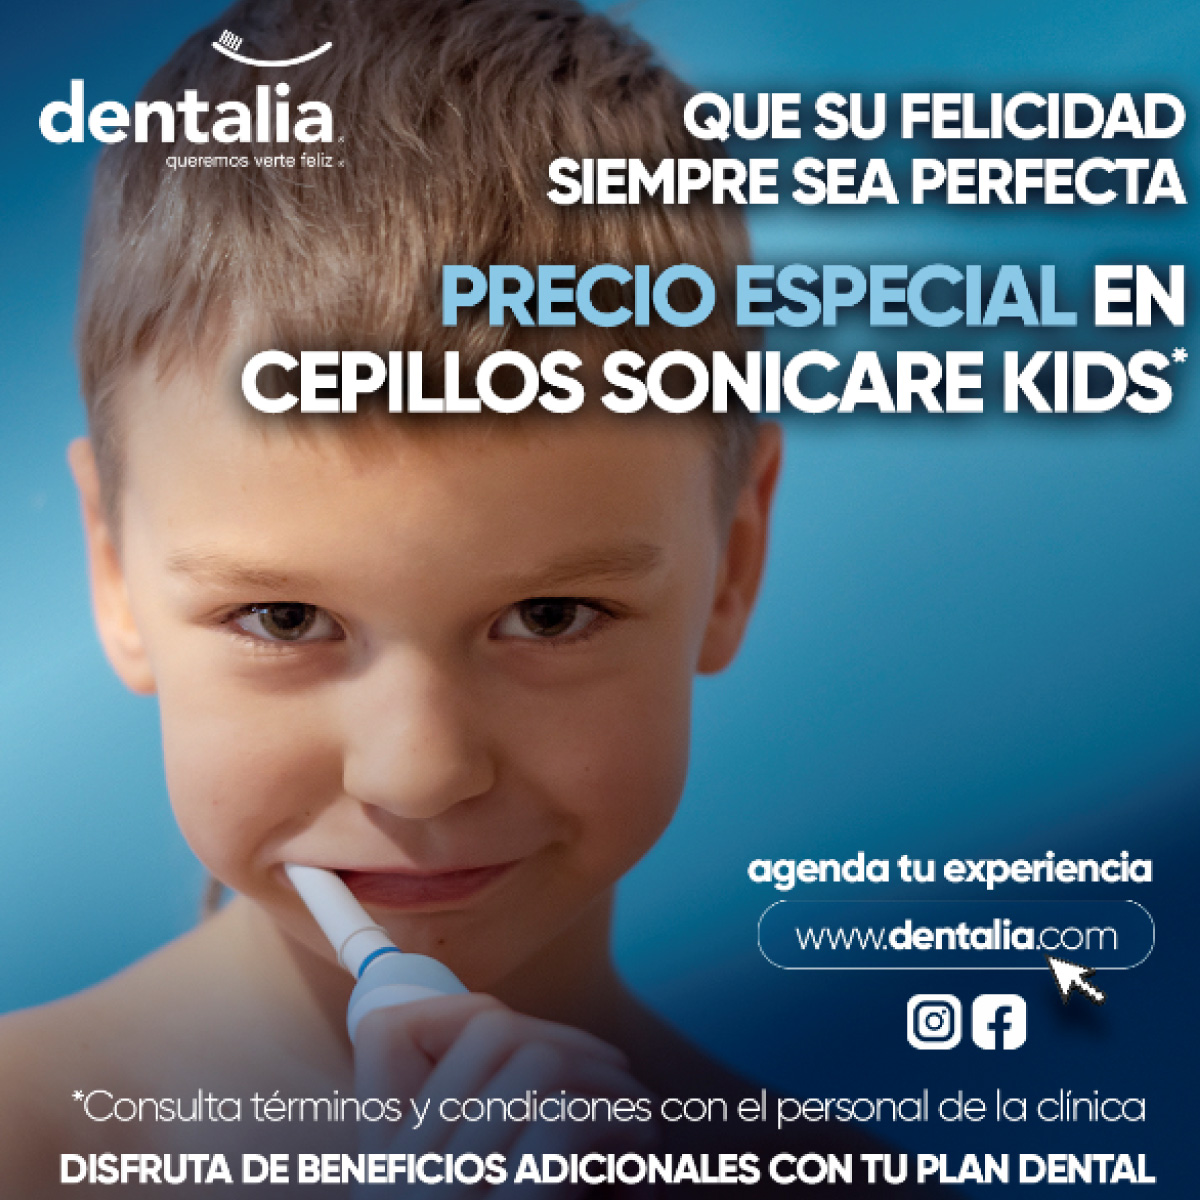 dentalia
queremos verte feliz
QUE SU FELICIDAD
SIEMPRE SEA PERFECTA
PRECIO ESPECIAL EN
CEPILLOS SONICARE KIDS*
agenda tu experiencia
www.dentalia.com
*Consulta términos y condiciones con el personal de la clínica
DISFRUTA DE BENEFICIOS ADICIONALES CON TU PLAN DENTAL